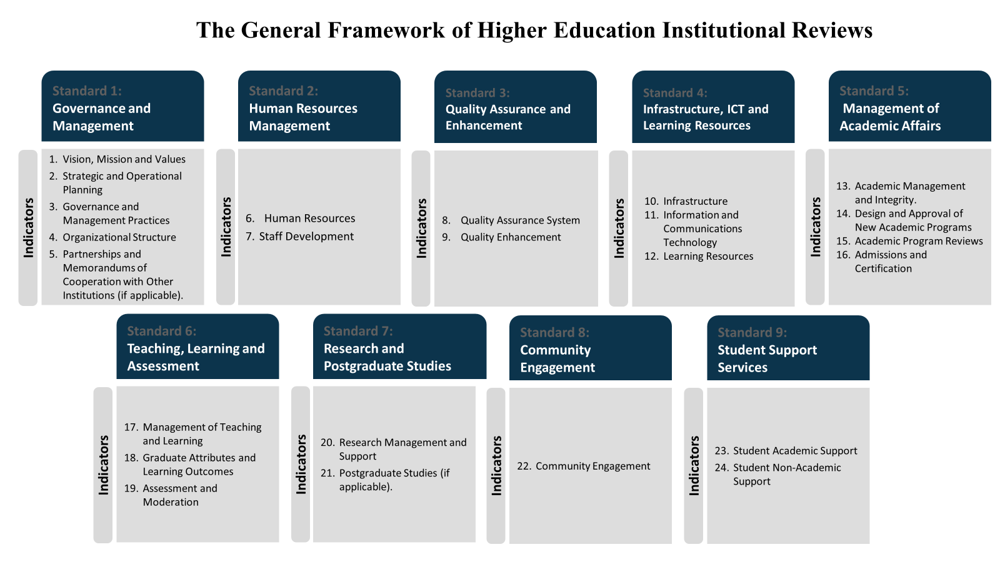 The General Framework of Higher Education Institutional Reviews
Standard 1:
Governance and
Management
Indicators
1. Vision, Mission and Values
2. Strategic and Operational
Planning
3. Governance and
Management Practices
4. Organizational Structure
5. Partnerships and
Memorandums of
Cooperation with Other
Institutions (if applicable).
Standard 2:
Human Resources
Management
Indicators
6. Human Resources
7. Staff Development
Standard 3:
Quality Assurance and
Enhancement
Indicators
8. Quality Assurance System
9. Quality Enhancement
Standard 4:
Infrastructure, ICT and
Learning Resources
Indicators
10. Infrastructure
11. Information and
Communications
Technology
12. Learning Resources
Standard 5:
Management of
Academic Affairs
Indicators
13. Academic Management
and Integrity.
14. Design and Approval of
New Academic Programs
15. Academic Program Reviews
16. Admissions and
Certification
Standard 6:
Teaching, Learning and
Assessment
Indicators
17. Management of Teaching
and Learning
18. Graduate Attributes and
Learning Outcomes
19. Assessment and
Moderation
Standard 7:
Research and
Postgraduate Studies
Indicators
20. Research Management and
Support
21. Postgraduate Studies (if
applicable).
Standard 8:
Community
Engagement
Indicators
22. Community Engagement
Standard 9:
Student Support
Services
Indicators
23. Student Academic Support
24. Student Non-Academic
Support